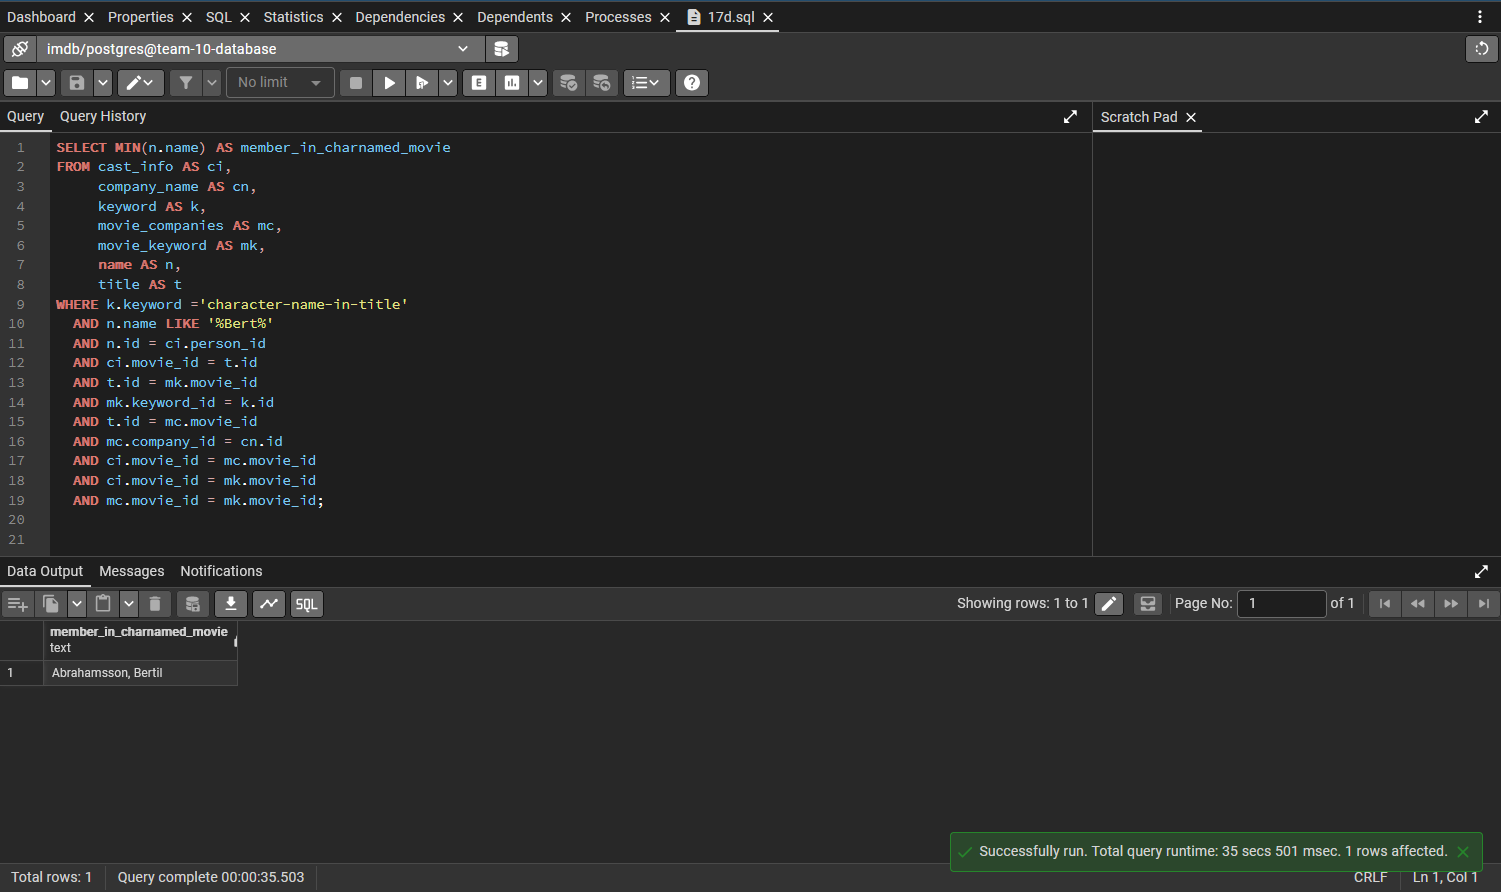 Dashboard Properties SQL Statistics Dependencies Dependents Processes 17d.sql
imdb/postgres@team-10-database
No limit E
Query Query History Scratch Pad
1 SELECT MIN(n.name) AS member_in_charnamed_movie
2 FROM cast_info AS ci,
3 company_name AS cn,
4 keyword AS k,
5 movie_companies AS mc,
6 movie_keyword AS mk,
7 name AS n,
8 title AS t
9 WHERE k.keyword ='character-name-in-title'
10 AND n.name LIKE '%Bert%'
11 AND n.id = ci.person_id
12 AND ci.movie_id = t.id
13 AND t.id = mk.movie_id
14 AND mk.keyword_id = k.id
15 AND t.id = mc.movie_id
16 AND mc.company_id = cn.id
17 AND ci.movie_id = mc.movie_id
18 AND ci.movie_id = mk.movie_id
19 AND mc.movie_id = mk.movie_id;
20
21
Data Output Messages Notifications
SQL Showing rows: 1 to 1 Page No: 1 of 1
member_in_charnamed_movie
text
1 Abrahamsson, Bertil
Successfully run. Total query runtime: 35 secs 501 msec. 1 rows affected.
Total rows: 1 Query complete 00:00:35.503 CRLF Ln 1, Col 1